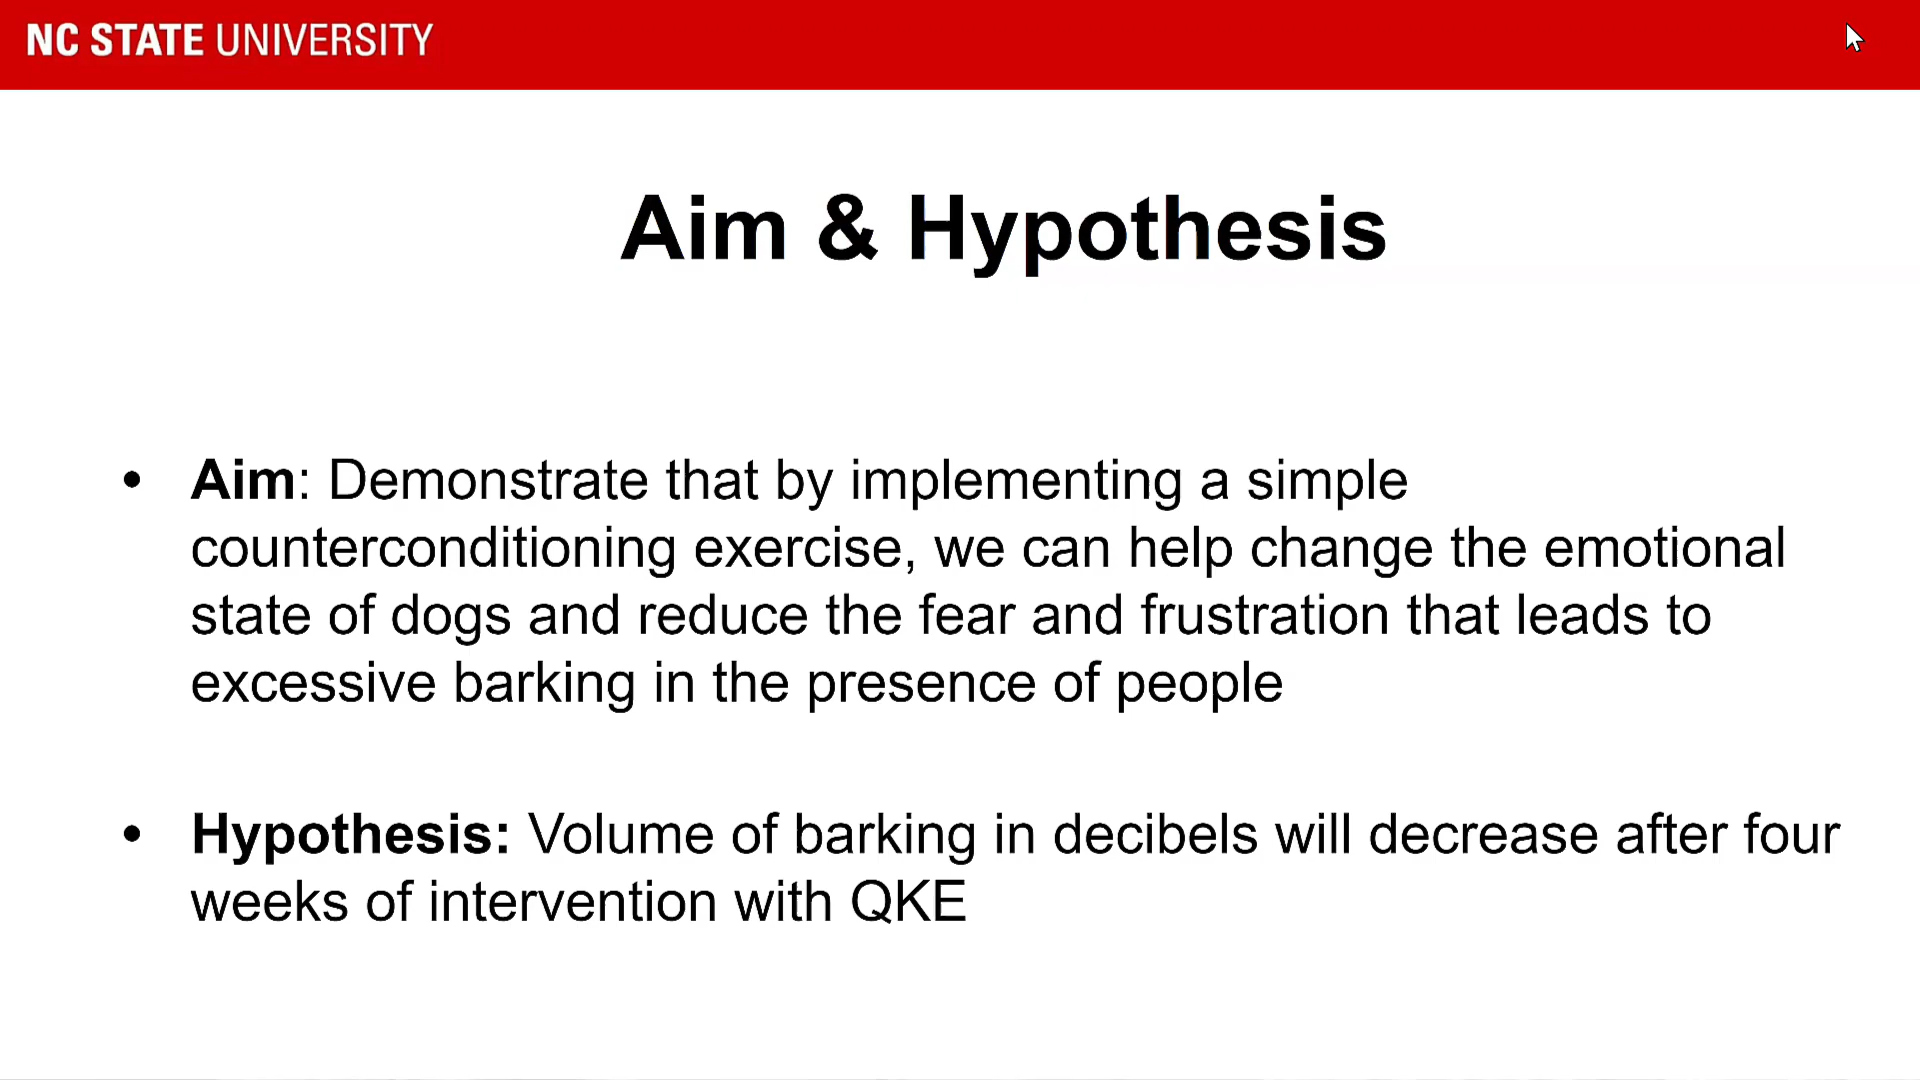 NC STATE UNIVERSITY
Aim & Hypothesis
• Aim: Demonstrate that by implementing a simple
counterconditioning exercise, we can help change the emotional
state of dogs and reduce the fear and frustration that leads to
excessive barking in the presence of people
• Hypothesis: Volume of barking in decibels will decrease after four
weeks of intervention with QKE